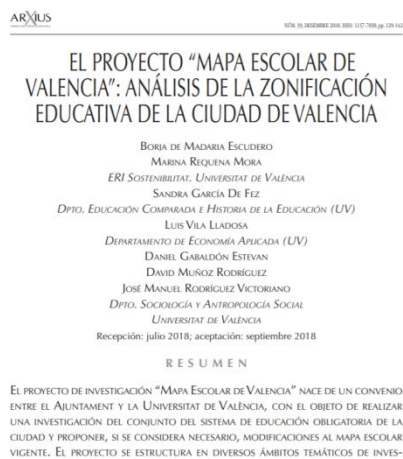 ARXIUS
NÚM. 39, DESEMBRE 2018, ISSN: 1137-7038, pp. 129-142
EL PROYECTO “MAPA ESCOLAR DE
VALENCIA”: ANÁLISIS DE LA ZONIFICACIÓN
EDUCATIVA DE LA CIUDAD DE VALENCIA
BORJA DE MADARIA ESCUDERO
MARINA REQUENA MORA
ERI SOSTENIBILITAT. UNIVERSITAT DE VALÈNCIA
SANDRA GARCÍA DE FEZ
DPTO. EDUCACIÓN COMPARADA E HISTORIA DE LA EDUCACIÓN (UV)
LUIS VILA LLADOSA
DEPARTAMENTO DE ECONOMÍA APLICADA (UV)
DANIEL GABALDÓN ESTEVAN
DAVID MUÑOZ RODRÍGUEZ
JOSÉ MANUEL RODRÍGUEZ VICTORIANO
DPTO. SOCIOLOGÍA Y ANTROPOLOGÍA SOCIAL
UNIVERSITAT DE VALÈNCIA
Recepción: julio 2018; aceptación: septiembre 2018
RESUMEN
EL PROYECTO DE INVESTIGACIÓN “MAPA ESCOLAR DE VALENCIA” NACE DE UN CONVENIO
ENTRE EL AJUNTAMENT Y LA UNIVERSITAT DE VALÈNCIA, CON EL OBJETO DE REALIZAR
UNA INVESTIGACIÓN DEL CONJUNTO DEL SISTEMA DE EDUCACIÓN OBLIGATORIA DE LA
CIUDAD Y PROPONER, SI SE CONSIDERA NECESARIO, MODIFICACIONES AL MAPA ESCOLAR
VIGENTE. EL PROYECTO SE ESTRUCTURA EN DIVERSOS ÁMBITOS TEMÁTICOS DE INVES-